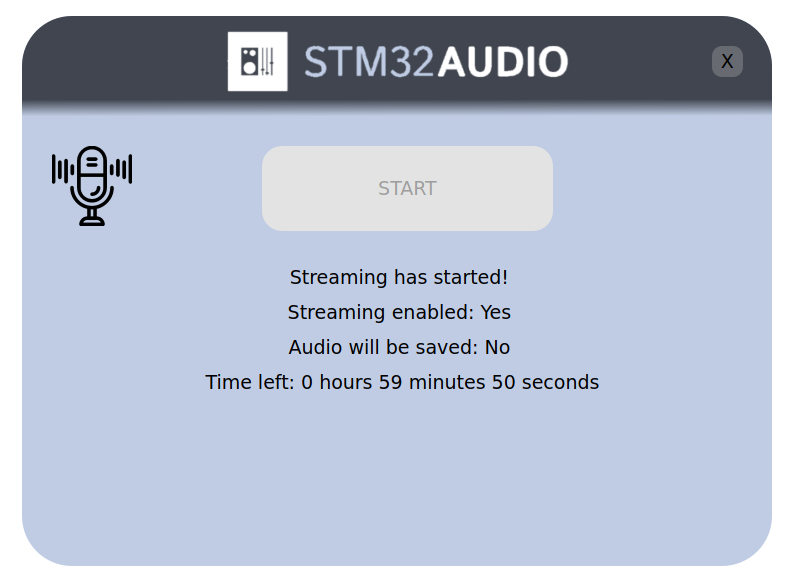 STM32AUDIO
X
START
Streaming has started!
Streaming enabled: Yes
Audio will be saved: No
Time left: 0 hours 59 minutes 50 seconds